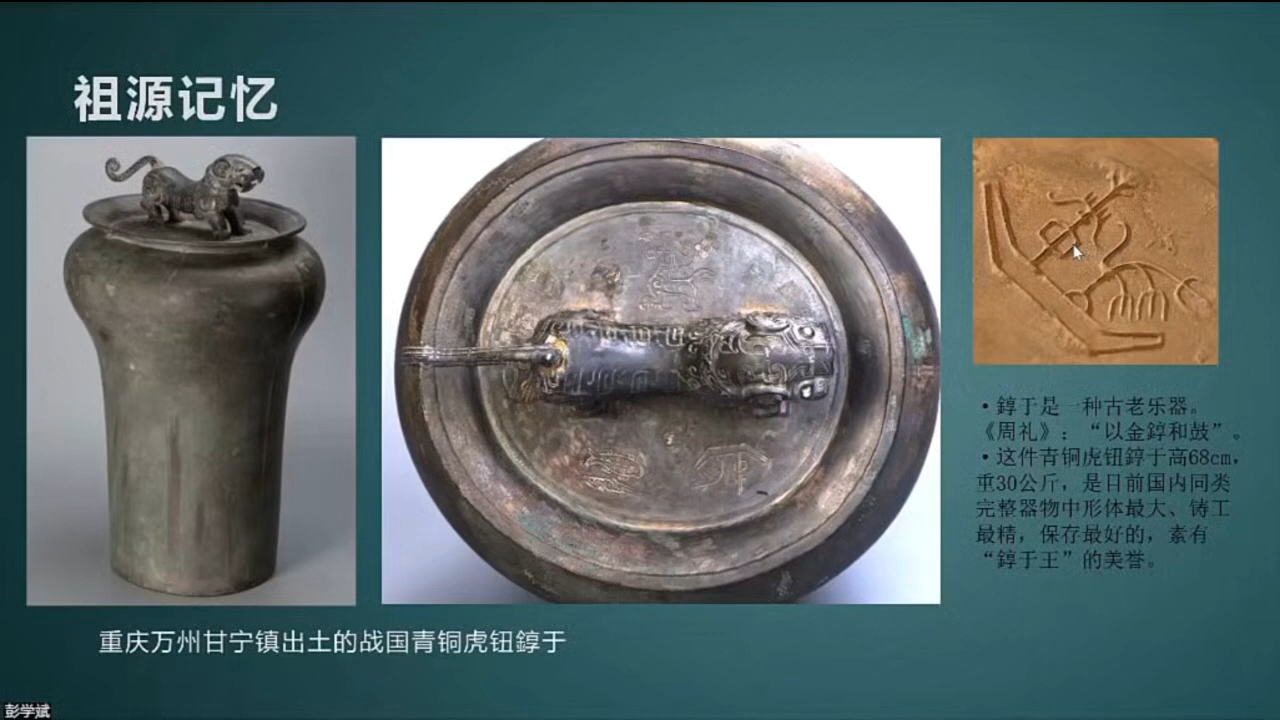 祖源记忆
•錞于是一种古老乐器。
《周礼》：“以金錞和鼓”。
•这件青铜虎钮錞于高68cm，
重30公斤，是目前国内同类
完整器物中形体最大、铸工
最精，保存最好的，素有
“錞于王”的美誉。
重庆万州甘宁镇出土的战国青铜虎钮錞于
彭学斌